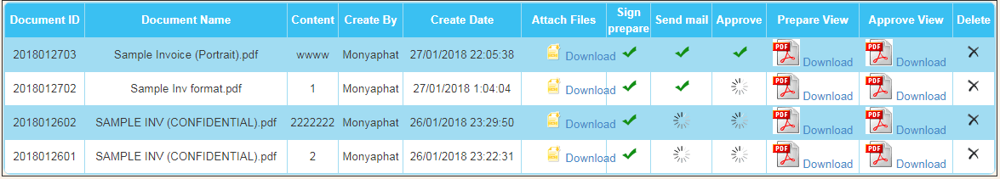 Document ID Document Name Content Create By Create Date Attach Files Sign prepare Send mail Approve Prepare View Approve View Delete
2018012703 Sample Invoice (Portrait).pdf wwww Monyaphat 27/01/2018 22:05:38 Download PDF Download PDF Download
2018012702 Sample Inv format.pdf 1 Monyaphat 27/01/2018 1:04:04 Download PDF Download PDF Download
2018012602 SAMPLE INV (CONFIDENTIAL).pdf 2222222 Monyaphat 26/01/2018 23:29:50 Download PDF Download PDF Download
2018012601 SAMPLE INV (CONFIDENTIAL).pdf 2 Monyaphat 26/01/2018 23:22:31 Download PDF Download PDF Download